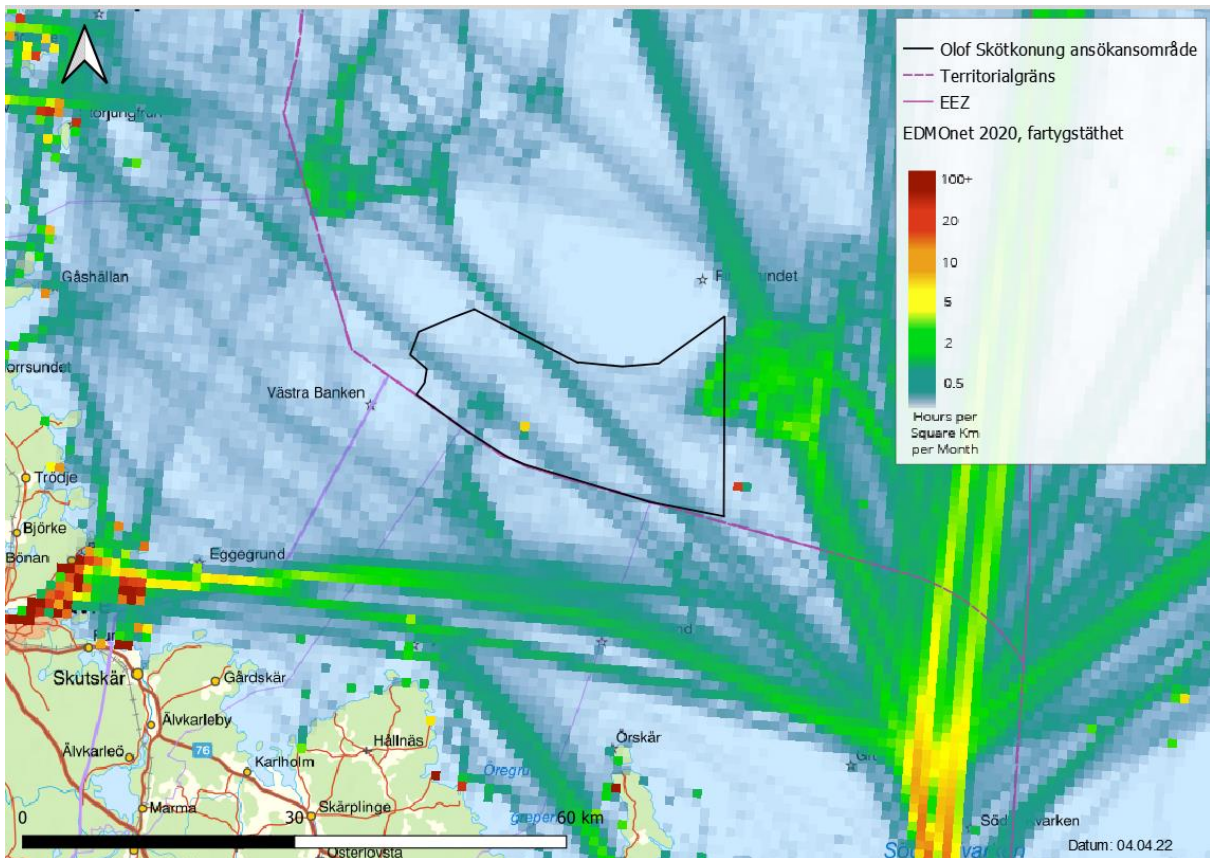 Olof Skötkonung ansökansområde
Territorialgräns
EEZ
EDMOnet 2020, fartygstäthet
100+
20
10
5
2
0.5
Hours per
Square Km
per Month
Gåshällan
Västra Banken
Trödje
Björke
Bönan
Eggegrund
Skutskär
Gårdskär
Älvkarleby
76
Älvkarleö
Hållnäs
Karlholm
Örskär
Marma
Skärplinge
0
30
60 km
Datum: 04.04.22